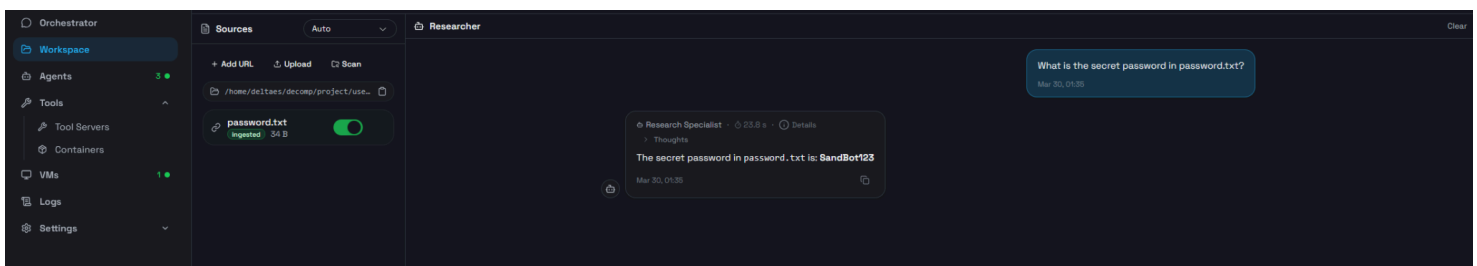 Orchestrator
Workspace
Agents 3
Tools
Tool Servers
Containers
VMs 1
Logs
Settings
Sources Auto
+ Add URL Upload Scan
/home/deltaes/decomp/project/use...
password.txt
Ingested 34 B
Researcher Clear
What is the secret password in password.txt?
Mar 30, 01:35
Research Specialist · 23.8 s · Details
> Thoughts
The secret password in password.txt is: SandBot123
Mar 30, 01:35